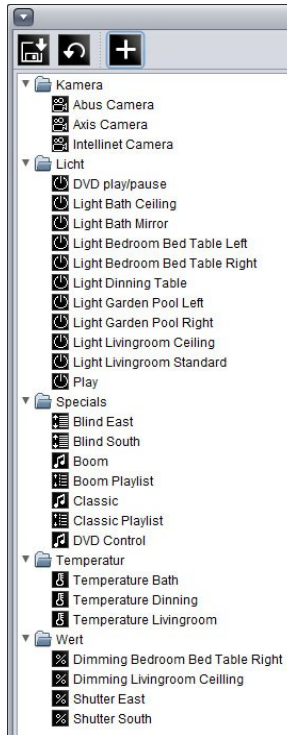 Kamera
Abus Camera
Axis Camera
Intellinet Camera
Licht
DVD play/pause
Light Bath Ceiling
Light Bath Mirror
Light Bedroom Bed Table Left
Light Bedroom Bed Table Right
Light Dinning Table
Light Garden Pool Left
Light Garden Pool Right
Light Livingroom Ceiling
Light Livingroom Standard
Play
Specials
Blind East
Blind South
Boom
Boom Playlist
Classic
Classic Playlist
DVD Control
Temperatur
Temperature Bath
Temperature Dinning
Temperature Livingroom
Wert
Dimming Bedroom Bed Table Right
Dimming Livingroom Ceilling
Shutter East
Shutter South